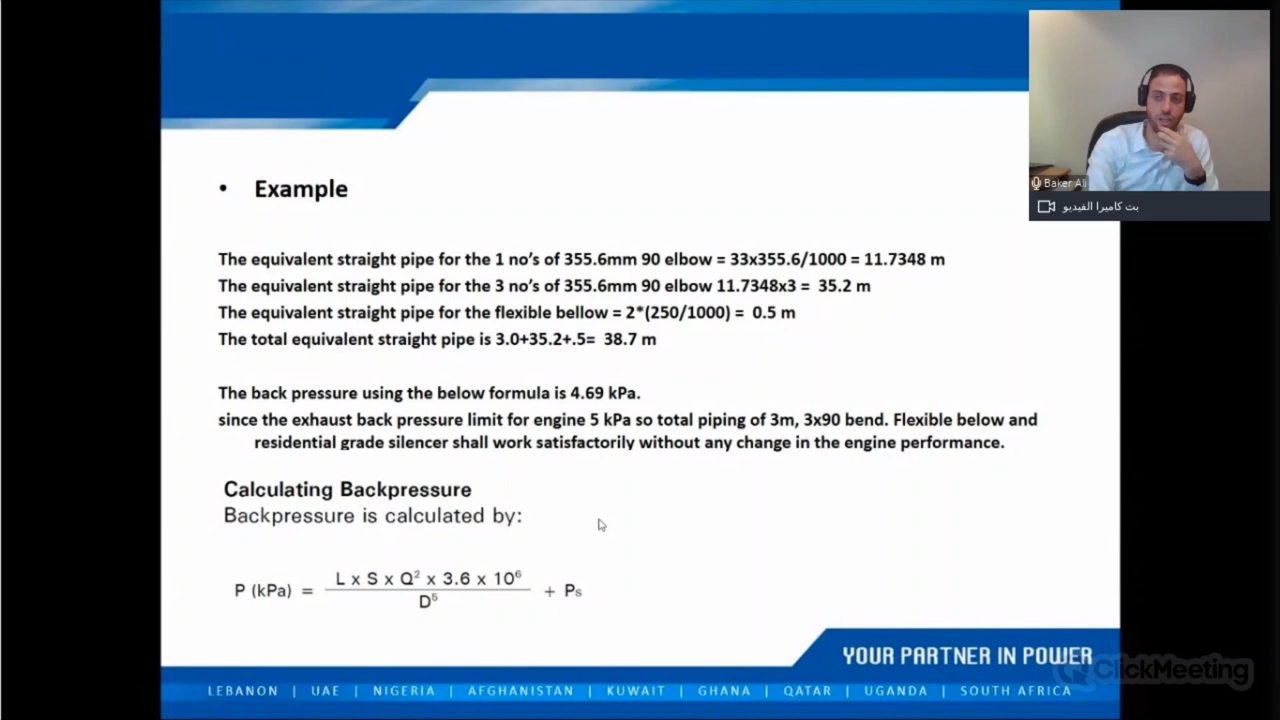 • Example
The equivalent straight pipe for the 1 no’s of 355.6mm 90 elbow = 33x355.6/1000 = 11.7348 m
The equivalent straight pipe for the 3 no’s of 355.6mm 90 elbow 11.7348x3 = 35.2 m
The equivalent straight pipe for the flexible bellow = 2*(250/1000) = 0.5 m
The total equivalent straight pipe is 3.0+35.2+.5= 38.7 m
The back pressure using the below formula is 4.69 kPa.
since the exhaust back pressure limit for engine 5 kPa so total piping of 3m, 3x90 bend. Flexible below and
residential grade silencer shall work satisfactorily without any change in the engine performance.
Calculating Backpressure
Backpressure is calculated by:
P (kPa) = L x S x Q² x 3.6 x 10⁶ / D⁵ + Ps
Baker Ali
بث كاميرا الفيديو
YOUR PARTNER IN POWER
ClickMeeting
LEBANON | UAE | NIGERIA | AFGHANISTAN | KUWAIT | GHANA | QATAR | UGANDA | SOUTH AFRICA